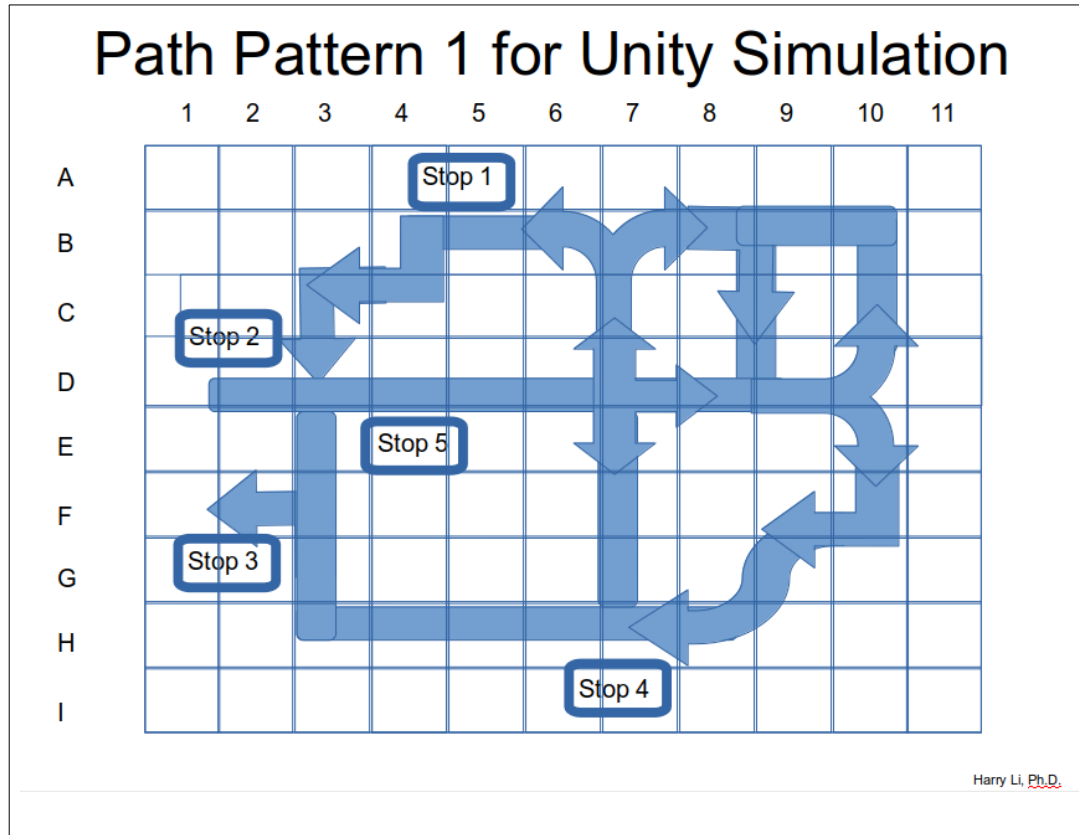 Path Pattern 1 for Unity Simulation
1 2 3 4 5 6 7 8 9 10 11
A
Stop 1
B
C
Stop 2
D
E
Stop 5
F
Stop 3
G
H
Stop 4
I
Harry Li, Ph.D.